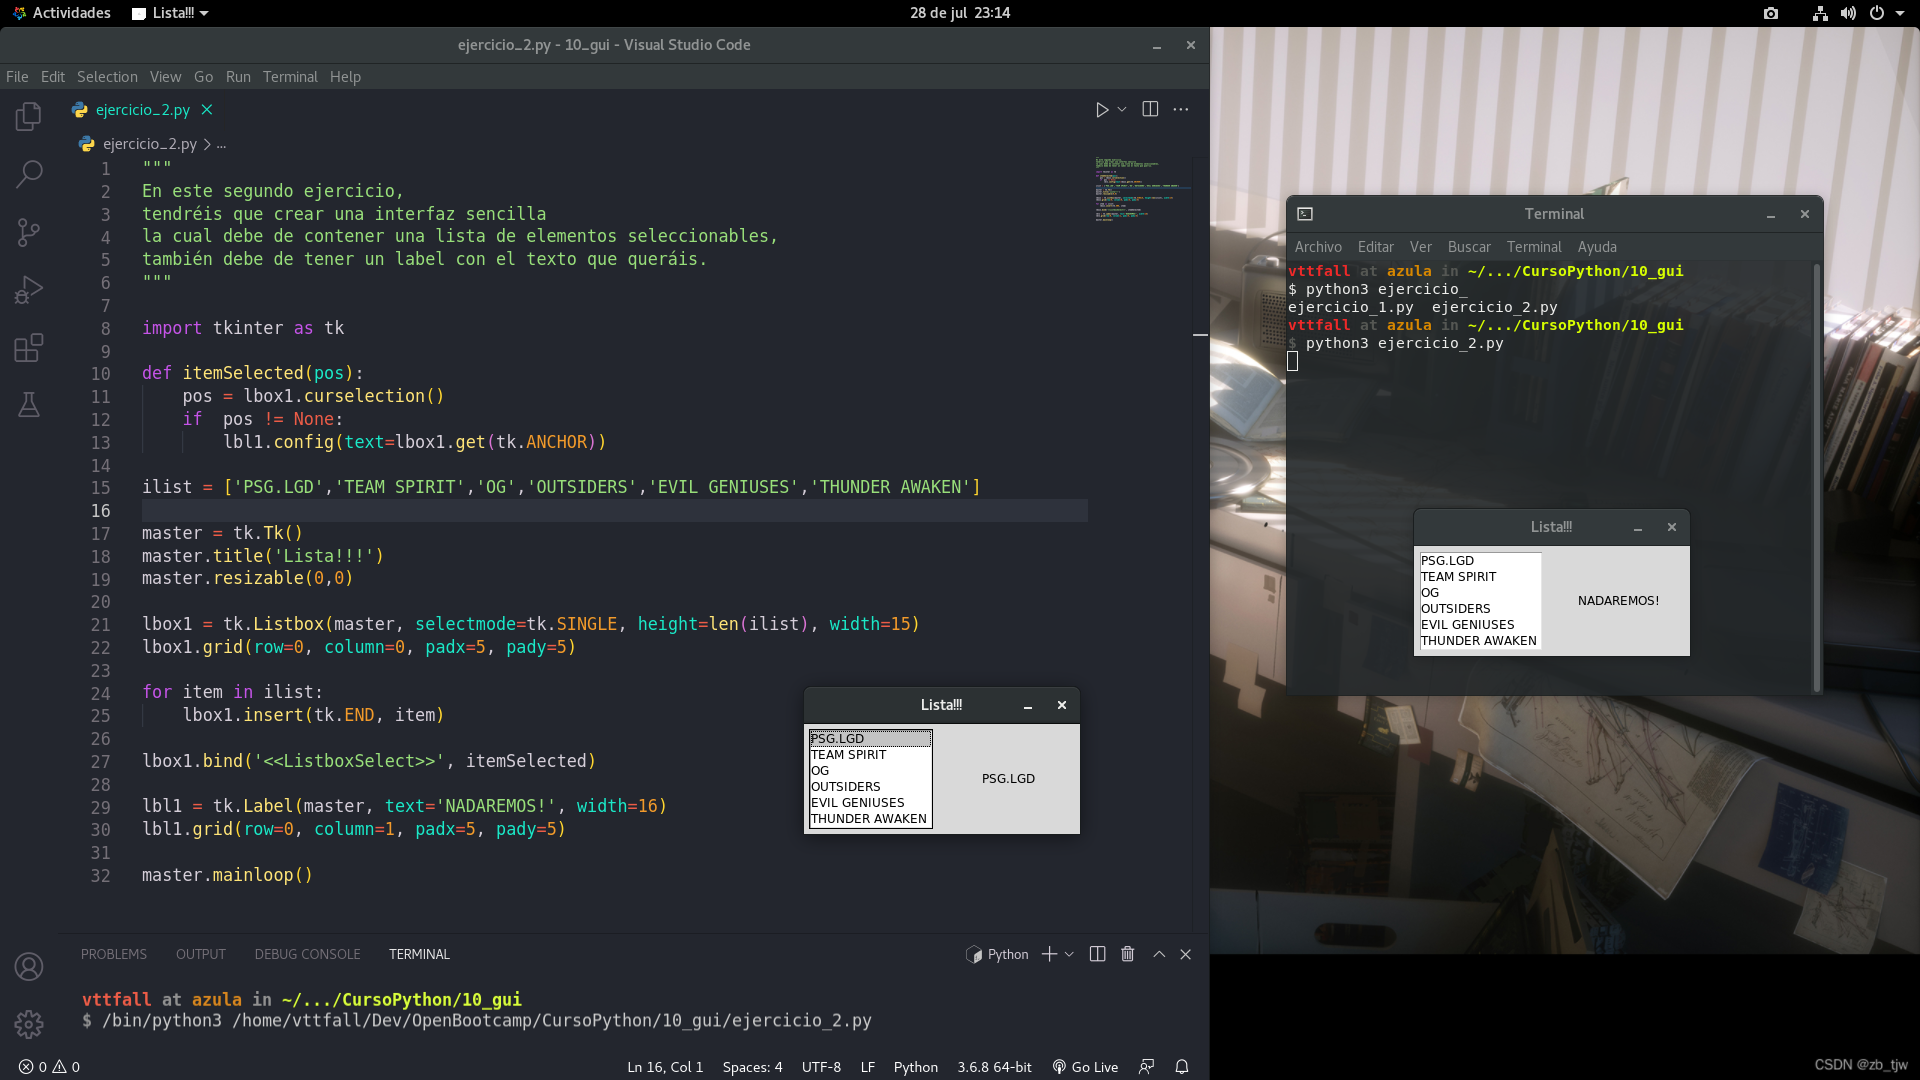 Actividades
Lista!!!
28 de jul 23:14
ejercicio_2.py - 10_gui - Visual Studio Code
File Edit Selection View Go Run Terminal Help
ejercicio_2.py
ejercicio_2.py > ...
1 """
2 En este segundo ejercicio,
3 tendréis que crear una interfaz sencilla
4 la cual debe de contener una lista de elementos seleccionables,
5 también debe de tener un label con el texto que queráis.
6 """
7
8 import tkinter as tk
9
10 def itemSelected(pos):
11 pos = lbox1.curselection()
12 if  pos != None:
13 lbl1.config(text=lbox1.get(tk.ANCHOR))
14
15 ilist = ['PSG.LGD','TEAM SPIRIT','OG','OUTSIDERS','EVIL GENIUSES','THUNDER AWAKEN']
16
17 master = tk.Tk()
18 master.title('Lista!!!')
19 master.resizable(0,0)
20
21 lbox1 = tk.Listbox(master, selectmode=tk.SINGLE, height=len(ilist), width=15)
22 lbox1.grid(row=0, column=0, padx=5, pady=5)
23
24 for item in ilist:
25 lbox1.insert(tk.END, item)
26
27 lbox1.bind('<<ListboxSelect>>', itemSelected)
28
29 lbl1 = tk.Label(master, text='NADAREMOS!', width=16)
30 lbl1.grid(row=0, column=1, padx=5, pady=5)
31
32 master.mainloop()
Lista!!!
PSG.LGD
TEAM SPIRIT
OG
OUTSIDERS
EVIL GENIUSES
THUNDER AWAKEN
PSG.LGD
PROBLEMS OUTPUT DEBUG CONSOLE TERMINAL
Python
vttfall at azula in ~/.../CursoPython/10_gui
$ /bin/python3 /home/vttfall/Dev/OpenBootcamp/CursoPython/10_gui/ejercicio_2.py
0 0
Ln 16, Col 1 Spaces: 4 UTF-8 LF Python 3.6.8 64-bit Go Live
Terminal
Archivo Editar Ver Buscar Terminal Ayuda
vttfall at azula in ~/.../CursoPython/10_gui
$ python3 ejercicio_
ejercicio_1.py  ejercicio_2.py
vttfall at azula in ~/.../CursoPython/10_gui
$ python3 ejercicio_2.py
Lista!!!
PSG.LGD
TEAM SPIRIT
OG
OUTSIDERS
EVIL GENIUSES
THUNDER AWAKEN
NADAREMOS!
CSDN @zb_tjw